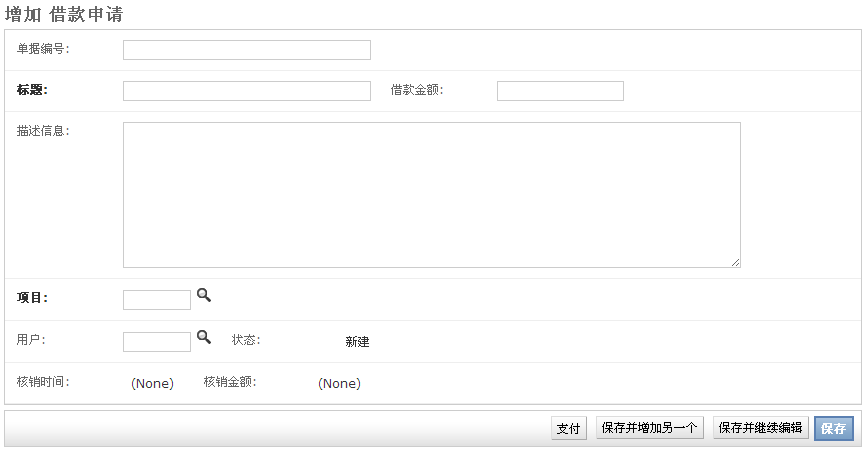 增加 借款申请
单据编号:
标题: 借款金额:
描述信息:
项目:
用户: 状态: 新建
核销时间: (None) 核销金额: (None)
支付 保存并增加另一个 保存并继续编辑 保存